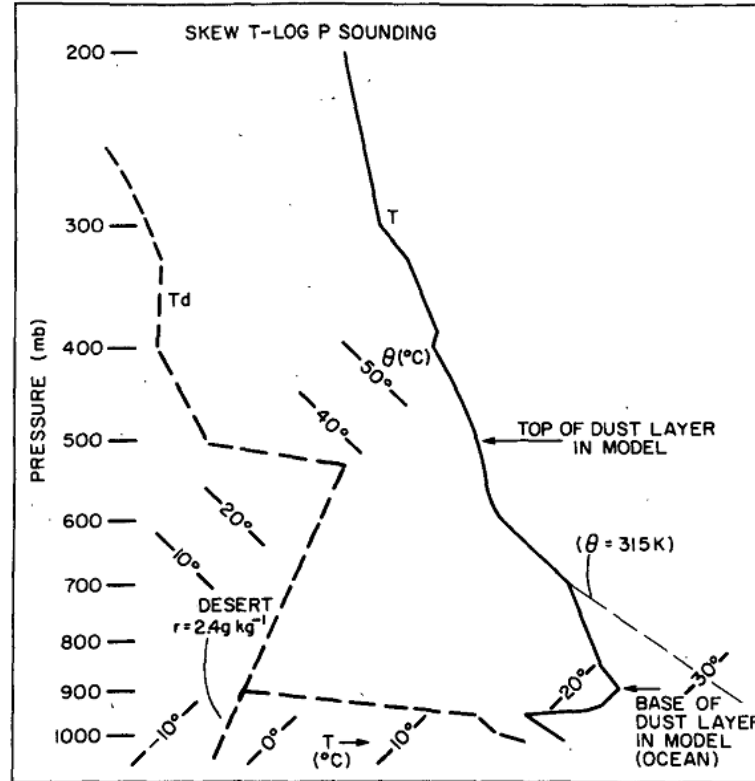 SKEW T-LOG P SOUNDING
200
300
T
Td
400
θ(°C)
50°
40°
PRESSURE (mb)
500
TOP OF DUST LAYER
IN MODEL
20°
600
10°
(θ = 315K)
700
DESERT
r=2.4g kg⁻¹
800
900
-20°
30°
BASE OF
DUST LAYER
IN MODEL
(OCEAN)
1000
-10°
0°
T →
(°C)
10°